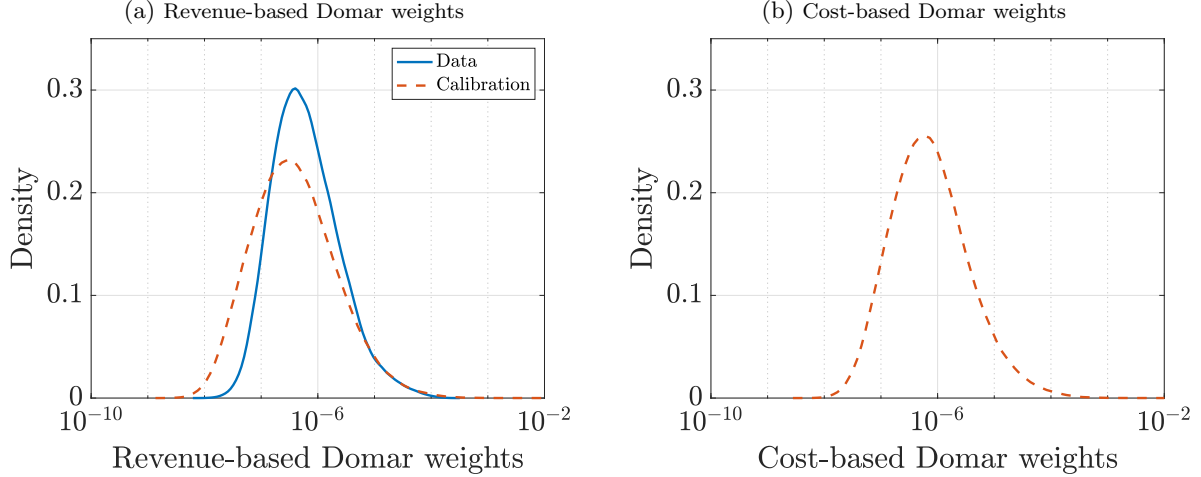 (a) Revenue-based Domar weights
Data
Calibration
0.3
0.2
0.1
0
Density
10^-10
10^-6
10^-2
Revenue-based Domar weights
(b) Cost-based Domar weights
0.3
0.2
0.1
0
Density
10^-10
10^-6
10^-2
Cost-based Domar weights